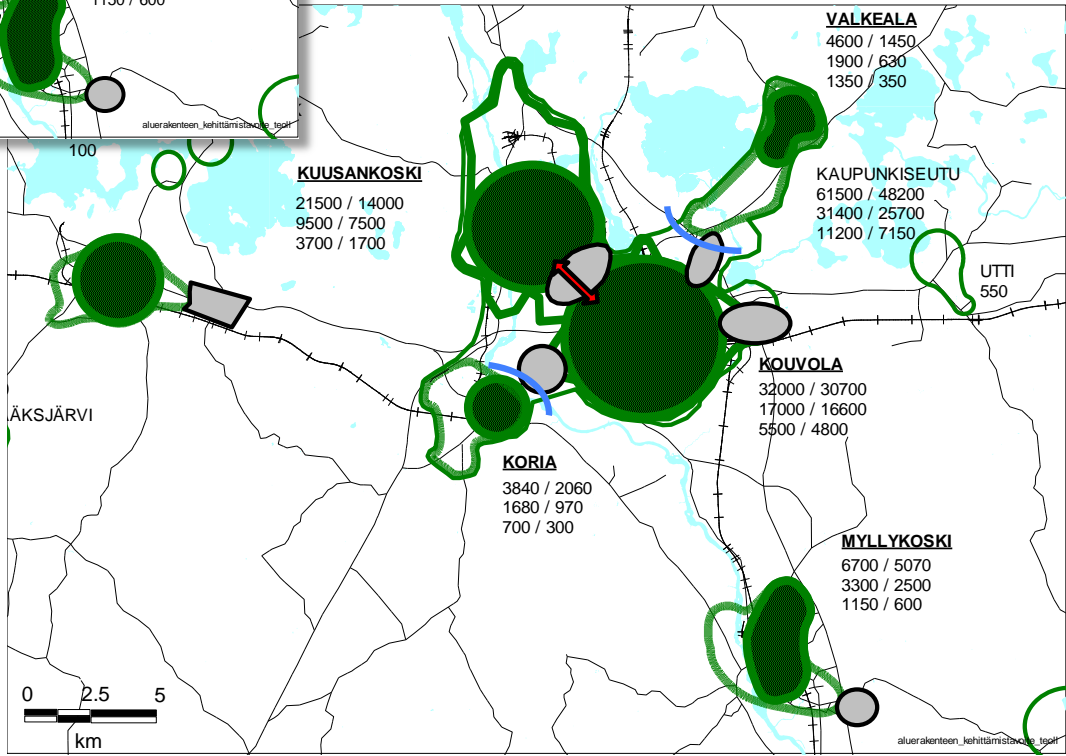 1150 / 600
aluerakenteen_kehittämistavoite_teoll
100
VALKEALA
4600 / 1450
1900 / 630
1350 / 350
KUUSANKOSKI
21500 / 14000
9500 / 7500
3700 / 1700
KAUPUNKISEUTU
61500 / 48200
31400 / 25700
11200 / 7150
UTTI
550
KOUVOLA
32000 / 30700
17000 / 16600
5500 / 4800
ÄKSJÄRVI
KORIA
3840 / 2060
1680 / 970
700 / 300
MYLLYKOSKI
6700 / 5070
3300 / 2500
1150 / 600
0 2.5 5
km
aluerakenteen_kehittämistavoite_teoll